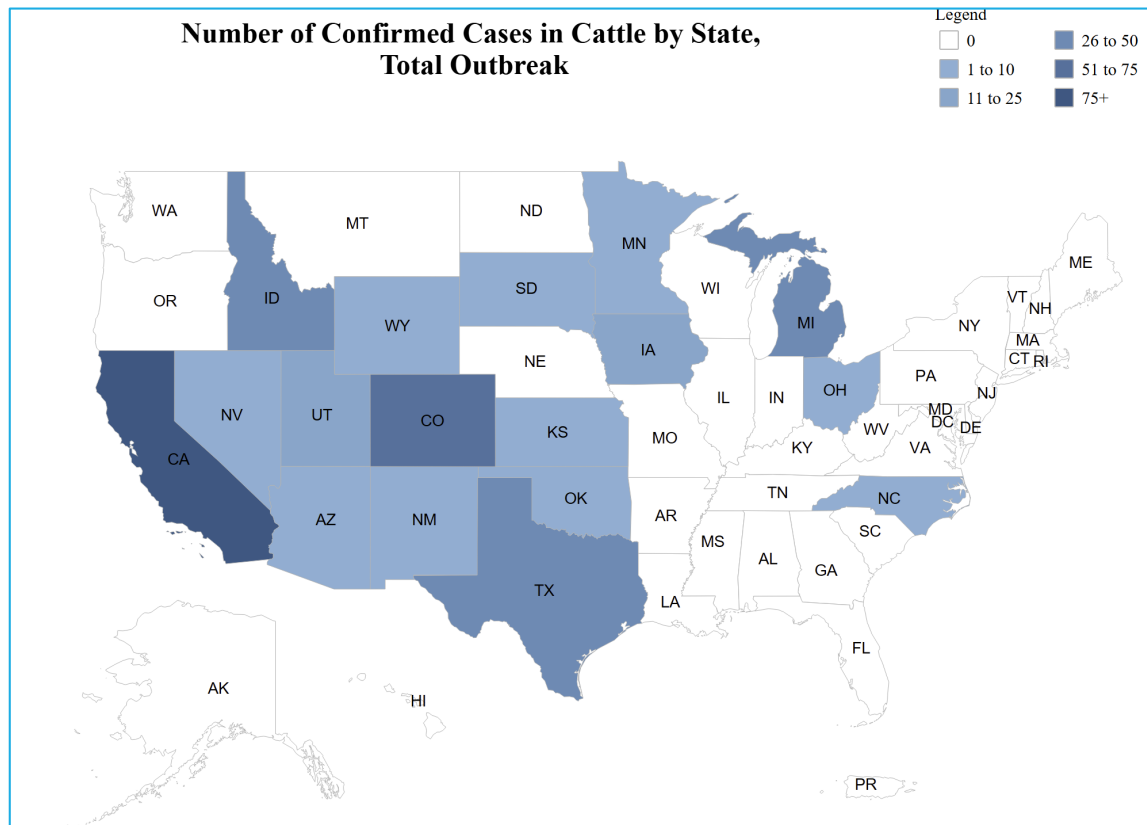 Legend
Number of Confirmed Cases in Cattle by State,
Total Outbreak
0
26 to 50
1 to 10
51 to 75
11 to 25
75+
WA
MT
ND
MN
ME
OR
ID
SD
WI
VT
NH
WY
MI
NY
MA
IA
CT
RI
NE
PA
NV
UT
CO
IL
IN
OH
NJ
MD
DC
DE
CA
KS
MO
KY
WV
VA
AZ
NM
OK
AR
TN
NC
SC
MS
AL
GA
TX
LA
FL
AK
HI
PR